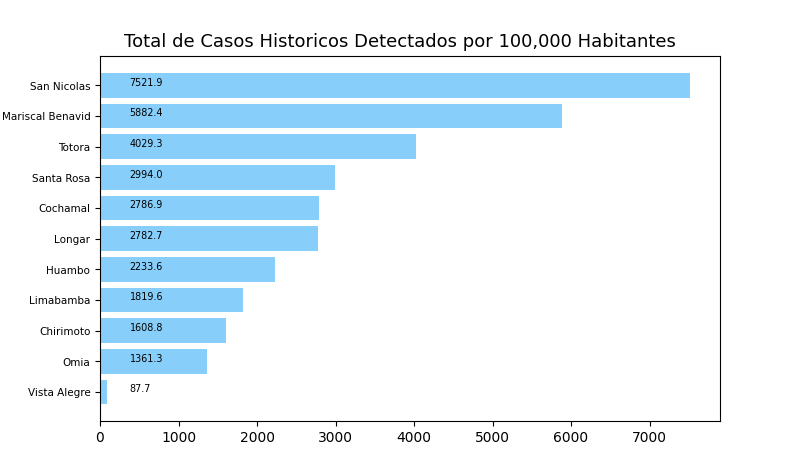 Total de Casos Historicos Detectados por 100,000 Habitantes
San Nicolas 7521.9
Mariscal Benavid 5882.4
Totora 4029.3
Santa Rosa 2994.0
Cochamal 2786.9
Longar 2782.7
Huambo 2233.6
Limabamba 1819.6
Chirimoto 1608.8
Omia 1361.3
Vista Alegre 87.7
0 1000 2000 3000 4000 5000 6000 7000